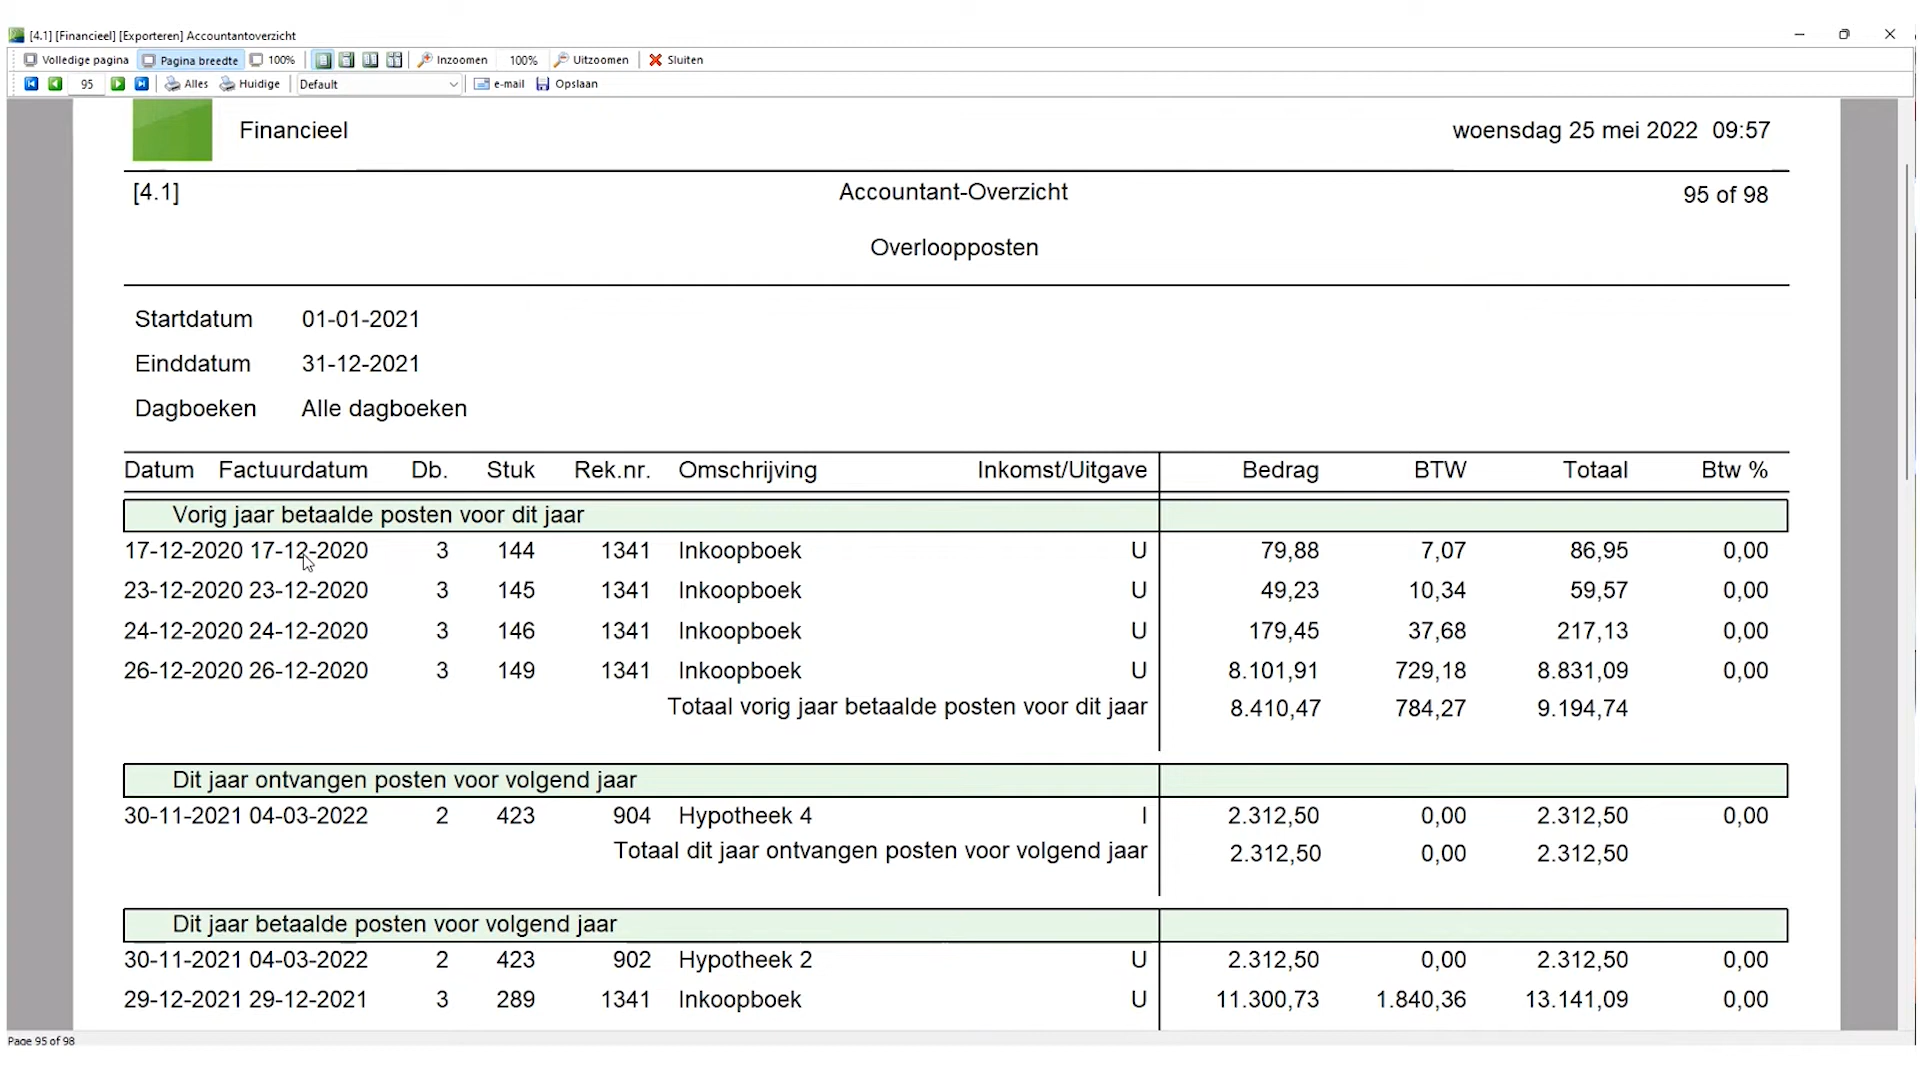 [4.1] [Financieel] [Exporteren] Accountantoverzicht
Volledige pagina Pagina breedte 100% Inzoomen 100% Uitzoomen Sluiten
95 Alles Huidige Default e-mail Opslaan
Financieel woensdag 25 mei 2022 09:57
[4.1] Accountant-Overzicht 95 of 98
Overloopposten
Startdatum 01-01-2021
Einddatum 31-12-2021
Dagboeken Alle dagboeken
Datum Factuurdatum Db. Stuk Rek.nr. Omschrijving Inkomst/Uitgave Bedrag BTW Totaal Btw %
Vorig jaar betaalde posten voor dit jaar
17-12-2020 17-12-2020 3 144 1341 Inkoopboek U 79,88 7,07 86,95 0,00
23-12-2020 23-12-2020 3 145 1341 Inkoopboek U 49,23 10,34 59,57 0,00
24-12-2020 24-12-2020 3 146 1341 Inkoopboek U 179,45 37,68 217,13 0,00
26-12-2020 26-12-2020 3 149 1341 Inkoopboek U 8.101,91 729,18 8.831,09 0,00
Totaal vorig jaar betaalde posten voor dit jaar 8.410,47 784,27 9.194,74
Dit jaar ontvangen posten voor volgend jaar
30-11-2021 04-03-2022 2 423 904 Hypotheek 4 I 2.312,50 0,00 2.312,50 0,00
Totaal dit jaar ontvangen posten voor volgend jaar 2.312,50 0,00 2.312,50
Dit jaar betaalde posten voor volgend jaar
30-11-2021 04-03-2022 2 423 902 Hypotheek 2 U 2.312,50 0,00 2.312,50 0,00
29-12-2021 29-12-2021 3 289 1341 Inkoopboek U 11.300,73 1.840,36 13.141,09 0,00
Page 95 of 98